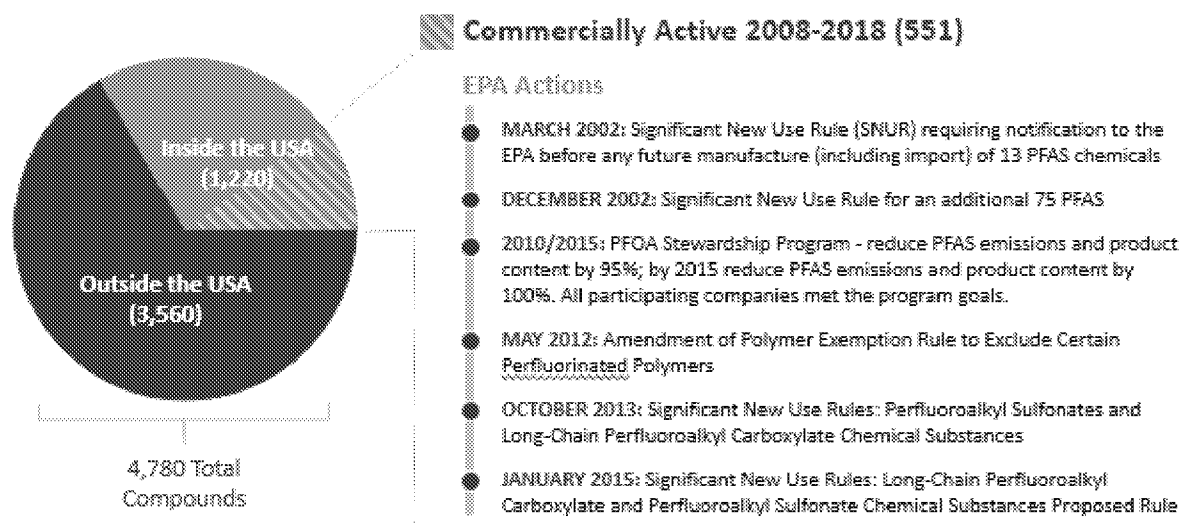 Commercially Active 2008-2018 (551)
Inside the USA
(1,220)
Outside the USA
(3,560)
4,780 Total
Compounds
EPA Actions
MARCH 2002: Significant New Use Rule (SNUR) requiring notification to the
EPA before any future manufacture (including import) of 13 PFAS chemicals
DECEMBER 2002: Significant New Use Rule for an additional 75 PFAS
2010/2015: PFOA Stewardship Program - reduce PFAS emissions and product
content by 95%; by 2015 reduce PFAS emissions and product content by
100%. All participating companies met the program goals.
MAY 2012: Amendment of Polymer Exemption Rule to Exclude Certain
Perfluorinated Polymers
OCTOBER 2013: Significant New Use Rules: Perfluoroalkyl Sulfonates and
Long-Chain Perfluoroalkyl Carboxylate Chemical Substances
JANUARY 2015: Significant New Use Rules: Long-Chain Perfluoroalkyl
Carboxylate and Perfluoroalkyl Sulfonate Chemical Substances Proposed Rule